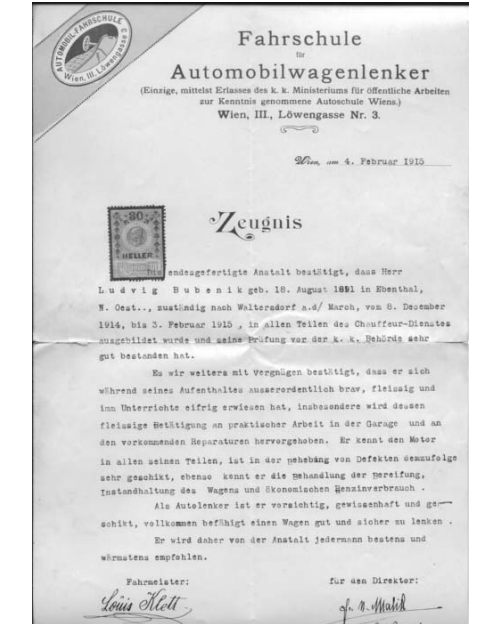 AUTOMOBIL-FAHRSCHULE
Wien, III. Löwengasse 3
Fahrschule
für
Automobilwagenlenker
(Einzige, mittelst Erlasses des k. k. Ministeriums für öffentliche Arbeiten
zur Kenntnis genommene Autoschule Wiens.)
Wien, III., Löwengasse Nr. 3.
Wien, am 4. Februar 1915
Zeugnis
30
HELLER
endesgefertigte Anstalt bestätigt, dass Herr
Ludwig Bubenik geb. 18. August 1891 in Ebenthal,
N. Oest.., zuständig nach Waltersdorf a.d/ March, vom 8. Dezember
1914, bis 3. Februar 1915 , in allen Teilen des Chauffeur-Dienstes
ausgebildet wurde und seine Prüfung vor der k. k. Behörde sehr
gut bestanden hat.
Es wir weiters mit Vergnügen bestätigt, dass er sich
während seines Aufenthaltes ausserordentlich brav, fleissig und
imm Unterrichte eifrig erwiesen hat, insbesondere wird dessen
fleissige Betätigung an praktischer Arbeit in der Garage und an
den vorkommenden Reparaturen hervorgehoben. Er kennt den Motor
in allen seinen Teilen, ist in der Behebung von Defekten demzufolge
sehr geschikt, ebenso kennt er die Behandlung der Bereifung,
Instandhaltung des Wagens und ökonomischen Benzinverbrauch .
Als Autolenker ist er vorsichtig, gewissenhaft und ge-
schikt, vollkommen befähigt einen Wagen gut und sicher zu lenken .
Er wird daher von der Anstalt jedermann bestens und
wärmstens empfohlen.
Fahrmeister: für den Direktor:
Louis Klett Malik